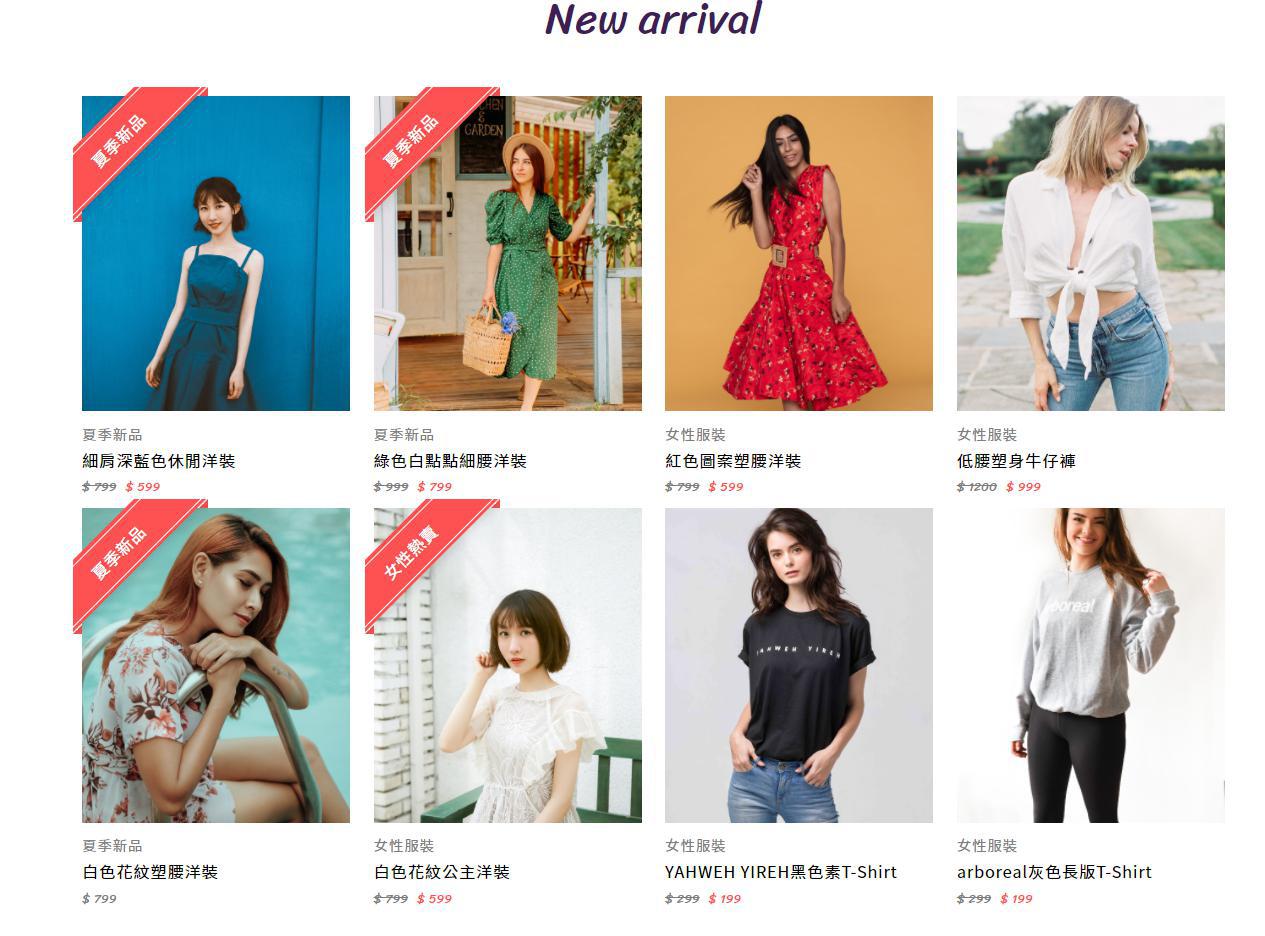 New arrival
夏季新品
夏季新品
KITCHEN
&
GARDEN
夏季新品
夏季新品
女性服裝
女性服裝
細肩深藍色休閒洋裝
綠色白點點細腰洋裝
紅色圖案塑腰洋裝
低腰塑身牛仔褲
$ 799 $ 599
$ 999 $ 799
$ 799 $ 599
$ 1200 $ 999
夏季新品
女性熱賣
YAHWEH YIREH
boreal
夏季新品
女性服裝
女性服裝
女性服裝
白色花紋塑腰洋裝
白色花紋公主洋裝
YAHWEH YIREH黑色素T-Shirt
arboreal灰色長版T-Shirt
$ 799
$ 799 $ 599
$ 299 $ 199
$ 299 $ 199